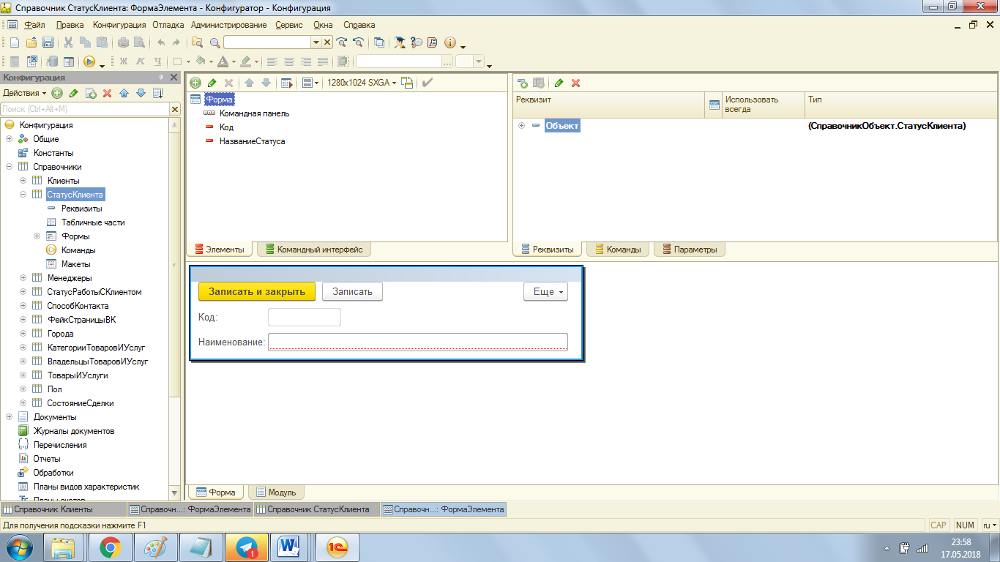 Справочник СтатусКлиента: ФормаЭлемента - Конфигуратор - Конфигурация
Файл Правка Конфигурация Отладка Администрирование Сервис Окна Справка
Ж К Ч
Конфигурация
Действия
Поиск (Ctrl+Alt+M)
Конфигурация
Общие
Константы
Справочники
Клиенты
СтатусКлиента
Реквизиты
Табличные части
Формы
Команды
Макеты
Менеджеры
СтатусРаботыСКлиентом
СпособКонтакта
ФейкСтраницыВК
Города
КатегорииТоваровИУслуг
ВладельцыТоваровИУслуг
ТоварыИУслуги
Пол
СостояниеСделки
Документы
Журналы документов
Перечисления
Отчеты
Обработки
Планы видов характеристик
Планы счетов
1280x1024 SXGA
Форма
Командная панель
Код
НазваниеСтатуса
Элементы Командный интерфейс
Реквизит Использовать всегда Тип
Объект (СправочникОбъект.СтатусКлиента)
Реквизиты Команды Параметры
Записать и закрыть Записать Еще
Код:
Наименование:
Форма Модуль
Справочник Клиенты Справочн...: ФормаЭлемента Справочник СтатусКлиента Справочн...: ФормаЭлемента
Для получения подсказки нажмите F1 CAP NUM ru
1
1С
23:58
17.05.2018